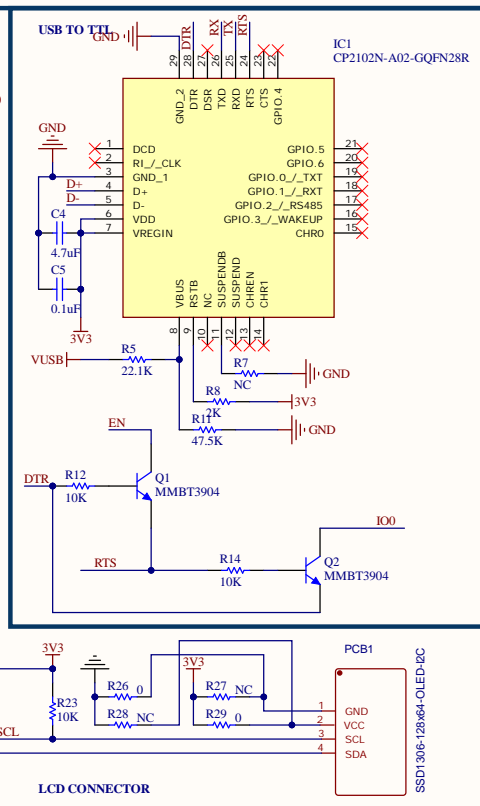 USB TO TTL
GND
DTR
RX
TX
RTS
IC1
CP2102N-A02-GQFN28R
29
28
27
26
25
24
23
22
GND_2
DTR
DSR
TXD
RXD
RTS
CTS
GPIO.4
GND
1 DCD
2 RI_/_CLK
3 GND_1
D+ 4 D+
D- 5 D-
6 VDD
7 VREGIN
GPIO.5 21
GPIO.6 20
GPIO.0_/_TXT 19
GPIO.1_/_RXT 18
GPIO.2_/_RS485 17
GPIO.3_/_WAKEUP 16
CHR0 15
C4
4.7uF
C5
0.1uF
3V3
VBUS
RSTB
NC
SUSPENDB
SUSPEND
CHREN
CHR1
8
9
10
11
12
13
14
VUSB
R5
22.1K
R7
NC
GND
R8
2K
3V3
R11
47.5K
GND
EN
DTR
R12
10K
Q1
MMBT3904
RTS
R14
10K
IO0
Q2
MMBT3904
3V3
R23
10K
SCL
R26 0
R28 NC
3V3
R27 NC
R29 0
PCB1
1 GND
2 VCC
3 SCL
4 SDA
SSD1306-128x64-OLED-I2C
LCD CONNECTOR